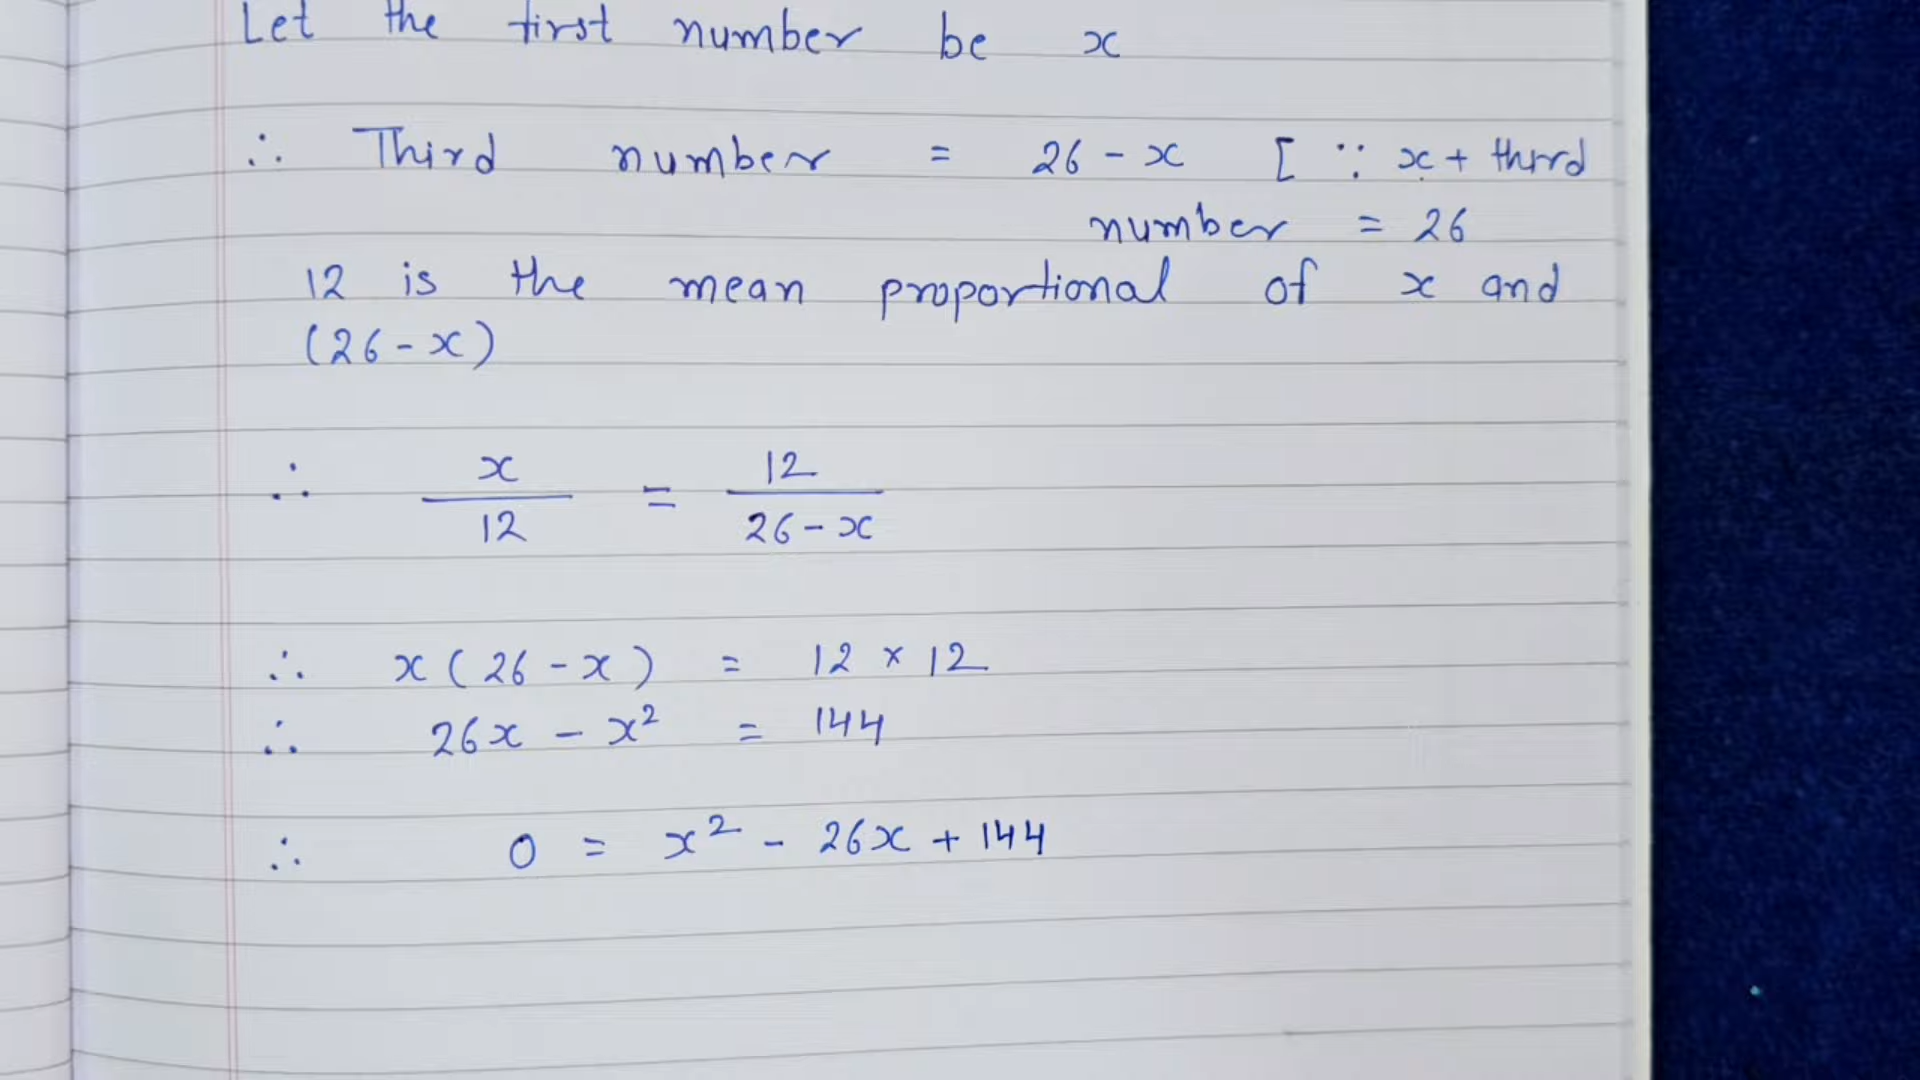 Let the first number be x
∴ Third number = 26 - x [ ∵ x + third
number = 26
12 is the mean proportional of x and
(26 - x)
∴ x/12 = 12/(26 - x)
∴ x(26 - x) = 12 × 12
∴ 26x - x² = 144
∴ 0 = x² - 26x + 144